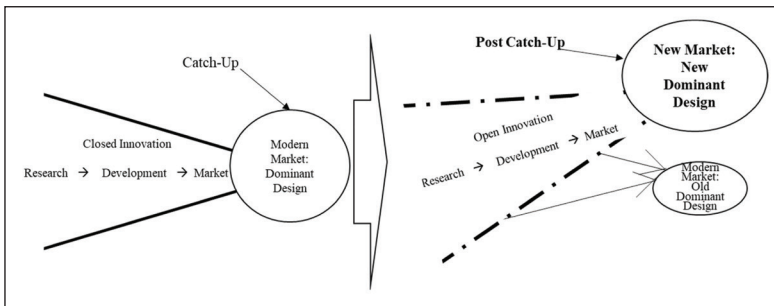 Catch-Up
Closed Innovation
Research → Development → Market
Modern
Market:
Dominant
Design
Post Catch-Up
New Market:
New
Dominant
Design
Open Innovation
Research → Development → Market
Modern
Market:
Old
Dominant
Design